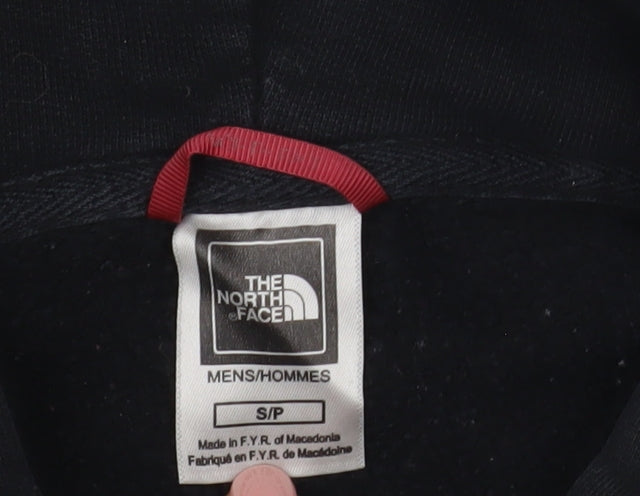 THE
NORTH
®FACE
MENS/HOMMES
S/P
Made in F.Y.R. of Macedonia
Fabriqué en F.Y.R. de Macédoine